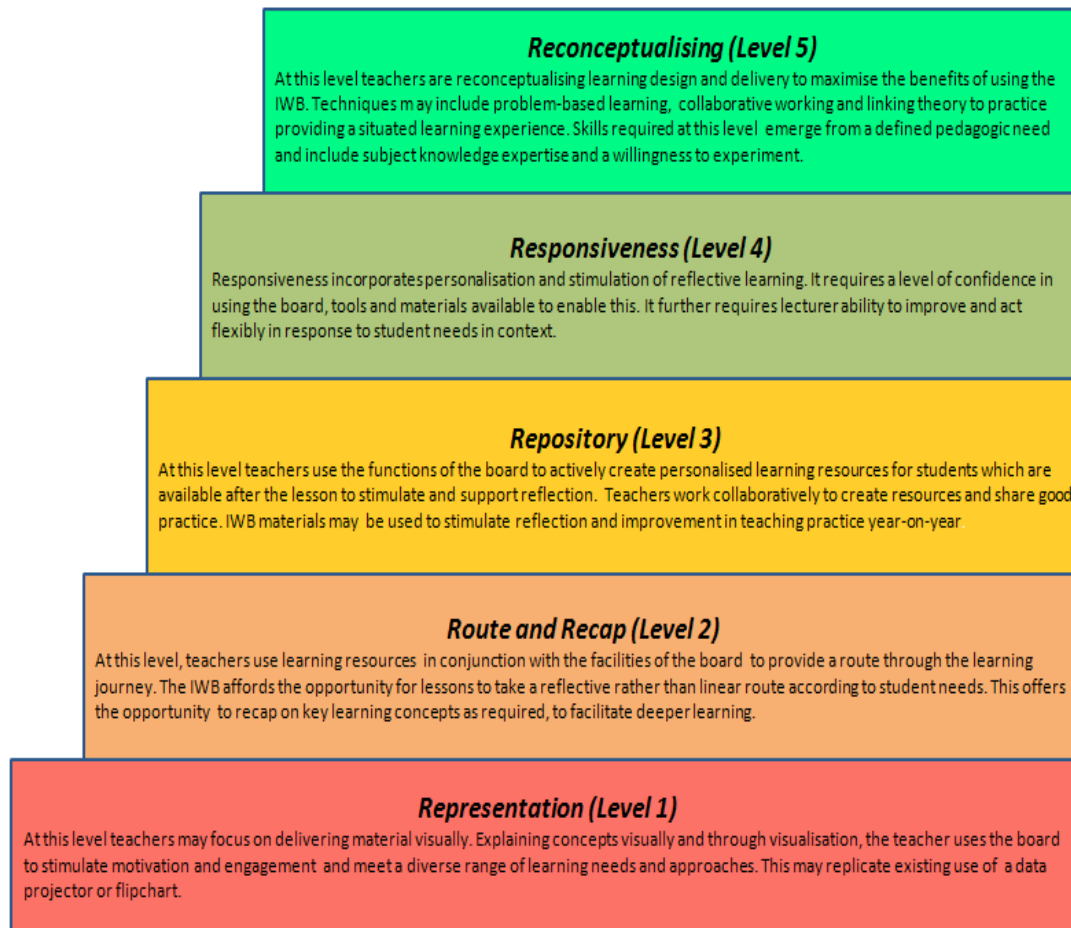 Reconceptualising (Level 5)
At this level teachers are reconceptualising learning design and delivery to maximise the benefits of using the
IWB. Techniques may include problem-based learning, collaborative working and linking theory to practice
providing a situated learning experience. Skills required at this level emerge from a defined pedagogic need
and include subject knowledge expertise and a willingness to experiment.
Responsiveness (Level 4)
Responsiveness incorporates personalisation and stimulation of reflective learning. It requires a level of confidence in
using the board, tools and materials available to enable this. It further requires lecturer ability to improve and act
flexibly in response to student needs in context.
Repository (Level 3)
At this level teachers use the functions of the board to actively create personalised learning resources for students which are
available after the lesson to stimulate and support reflection. Teachers work collaboratively to create resources and share good
practice. IWB materials may be used to stimulate reflection and improvement in teaching practice year-on-year
Route and Recap (Level 2)
At this level, teachers use learning resources in conjunction with the facilities of the board to provide a route through the learning
journey. The IWB affords the opportunity for lessons to take a reflective rather than linear route according to student needs. This offers
the opportunity to recap on key learning concepts as required, to facilitate deeper learning.
Representation (Level 1)
At this level teachers may focus on delivering material visually. Explaining concepts visually and through visualisation, the teacher uses the board
to stimulate motivation and engagement and meet a diverse range of learning needs and approaches. This may replicate existing use of a data
projector or flipchart.